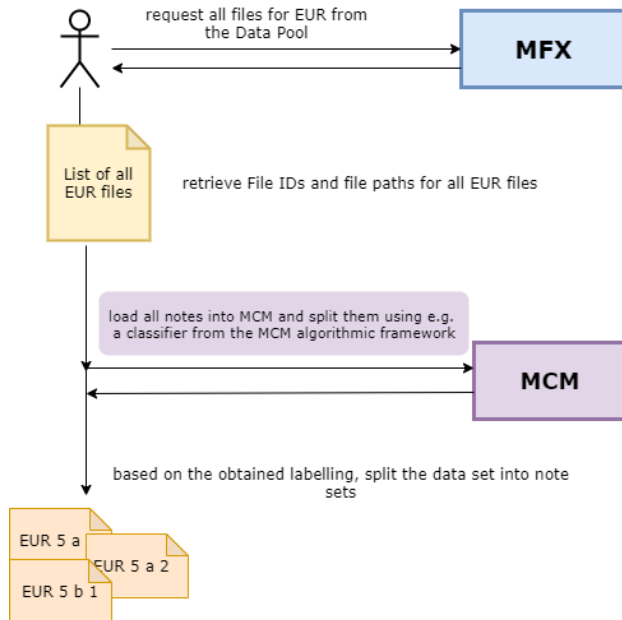 request all files for EUR from
the Data Pool
MFX
List of all
EUR files
retrieve File IDs and file paths for all EUR files
load all notes into MCM and split them using e.g.
a classifier from the MCM algorithmic framework
MCM
based on the obtained labelling, split the data set into note
sets
EUR 5 a
EUR 5 a 2
EUR 5 b 1